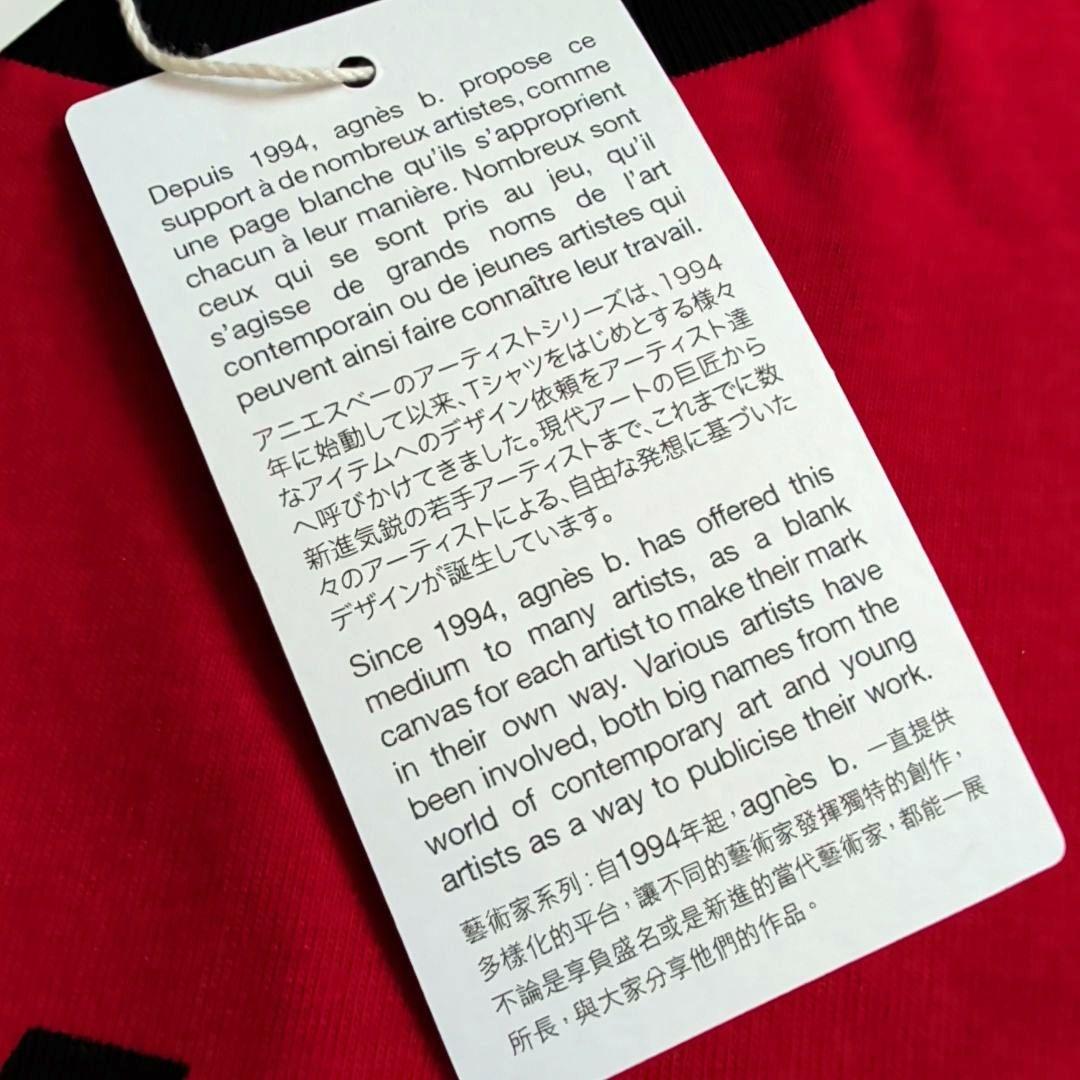 Depuis 1994, agnès b. propose ce
support à de nombreux artistes, comme
une page blanche qu'ils s'approprient
chacun à leur manière. Nombreux sont
ceux qui se sont pris au jeu, qu'il
s'agisse de grands noms de l'art
contemporain ou de jeunes artistes qui
peuvent ainsi faire connaître leur travail.
アニエスベーのアーティストシリーズは、1994
年に始動して以来、Tシャツをはじめとする様々
なアイテムへのデザイン依頼をアーティスト達
へ呼びかけてきました。現代アートの巨匠から
新進気鋭の若手アーティストまで、これまでに数
々のアーティストによる、自由な発想に基づいた
デザインが誕生しています。
Since 1994, agnès b. has offered this
medium to many artists, as a blank
canvas for each artist to make their mark
in their own way. Various artists have
been involved, both big names from the
world of contemporary art and young
artists as a way to publicise their work.
藝術家系列：自1994年起，agnès b. 一直提供
多樣化的平台，讓不同的藝術家發揮獨特的創作，
不論是享負盛名或是新進的當代藝術家，都能一展
所長，與大家分享他們的作品。